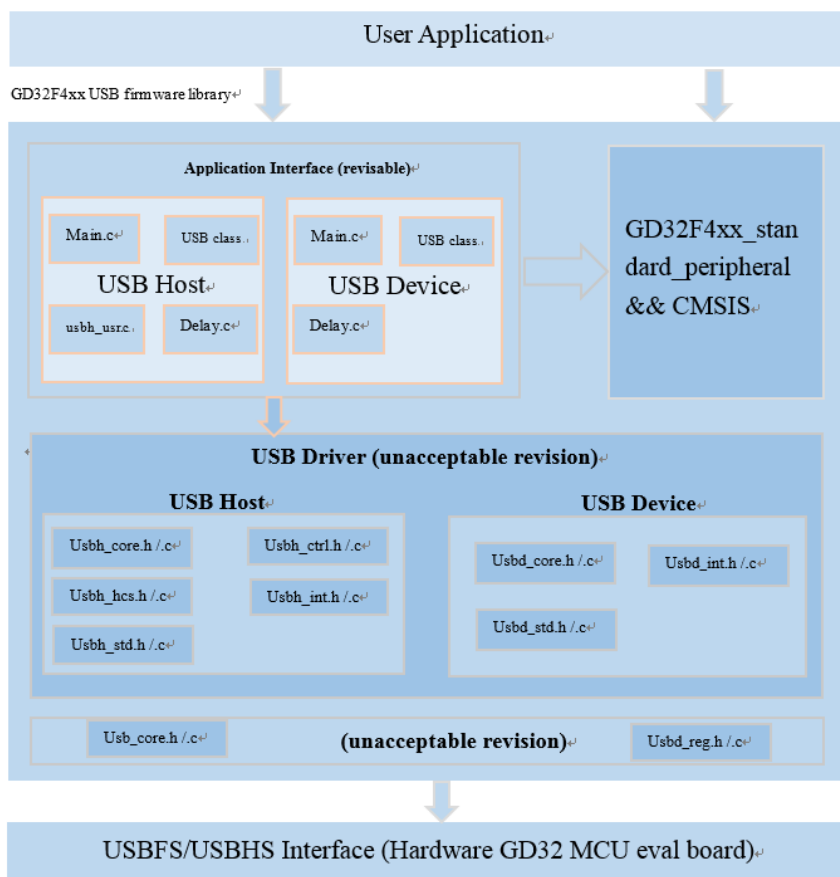 User Application↵
GD32F4xx USB firmware library↵
Application Interface (revisable)↵
Main.c↵
USB class.↵
USB Host↵
usbh_usr.c.
Delay.c↵
Main.c↵
USB class.↵
USB Device↵
Delay.c↵
GD32F4xx_stan
dard_peripheral
&& CMSIS↵
USB Driver (unacceptable revision)↵
USB Host↵
Usbh_core.h /.c↵
Usbh_ctrl.h /.c↵
Usbh_hcs.h /.c↵
Usbh_int.h /.c↵
Usbh_std.h /.c↵
USB Device↵
Usbd_core.h /.c↵
Usbd_int.h /.c↵
Usbd_std.h /.c↵
Usb_core.h /.c↵
(unacceptable revision)↵
Usbd_reg.h /.c↵
USBFS/USBHS Interface (Hardware GD32 MCU eval board)↵